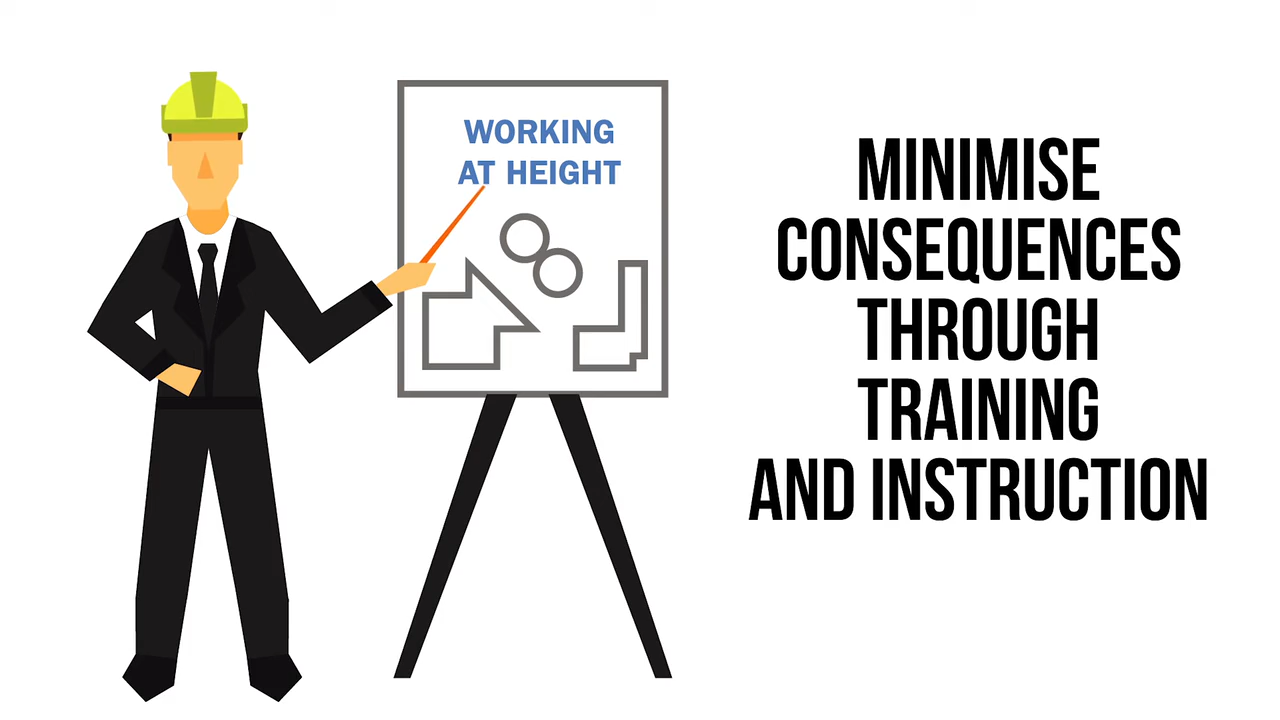 WORKING
AT HEIGHT
MINIMISE
CONSEQUENCES
THROUGH
TRAINING
AND INSTRUCTION